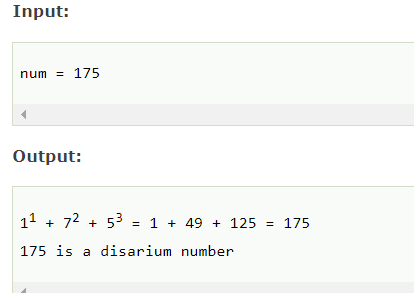 Input:
num = 175
Output:
1¹ + 7² + 5³ = 1 + 49 + 125 = 175
175 is a disarium number